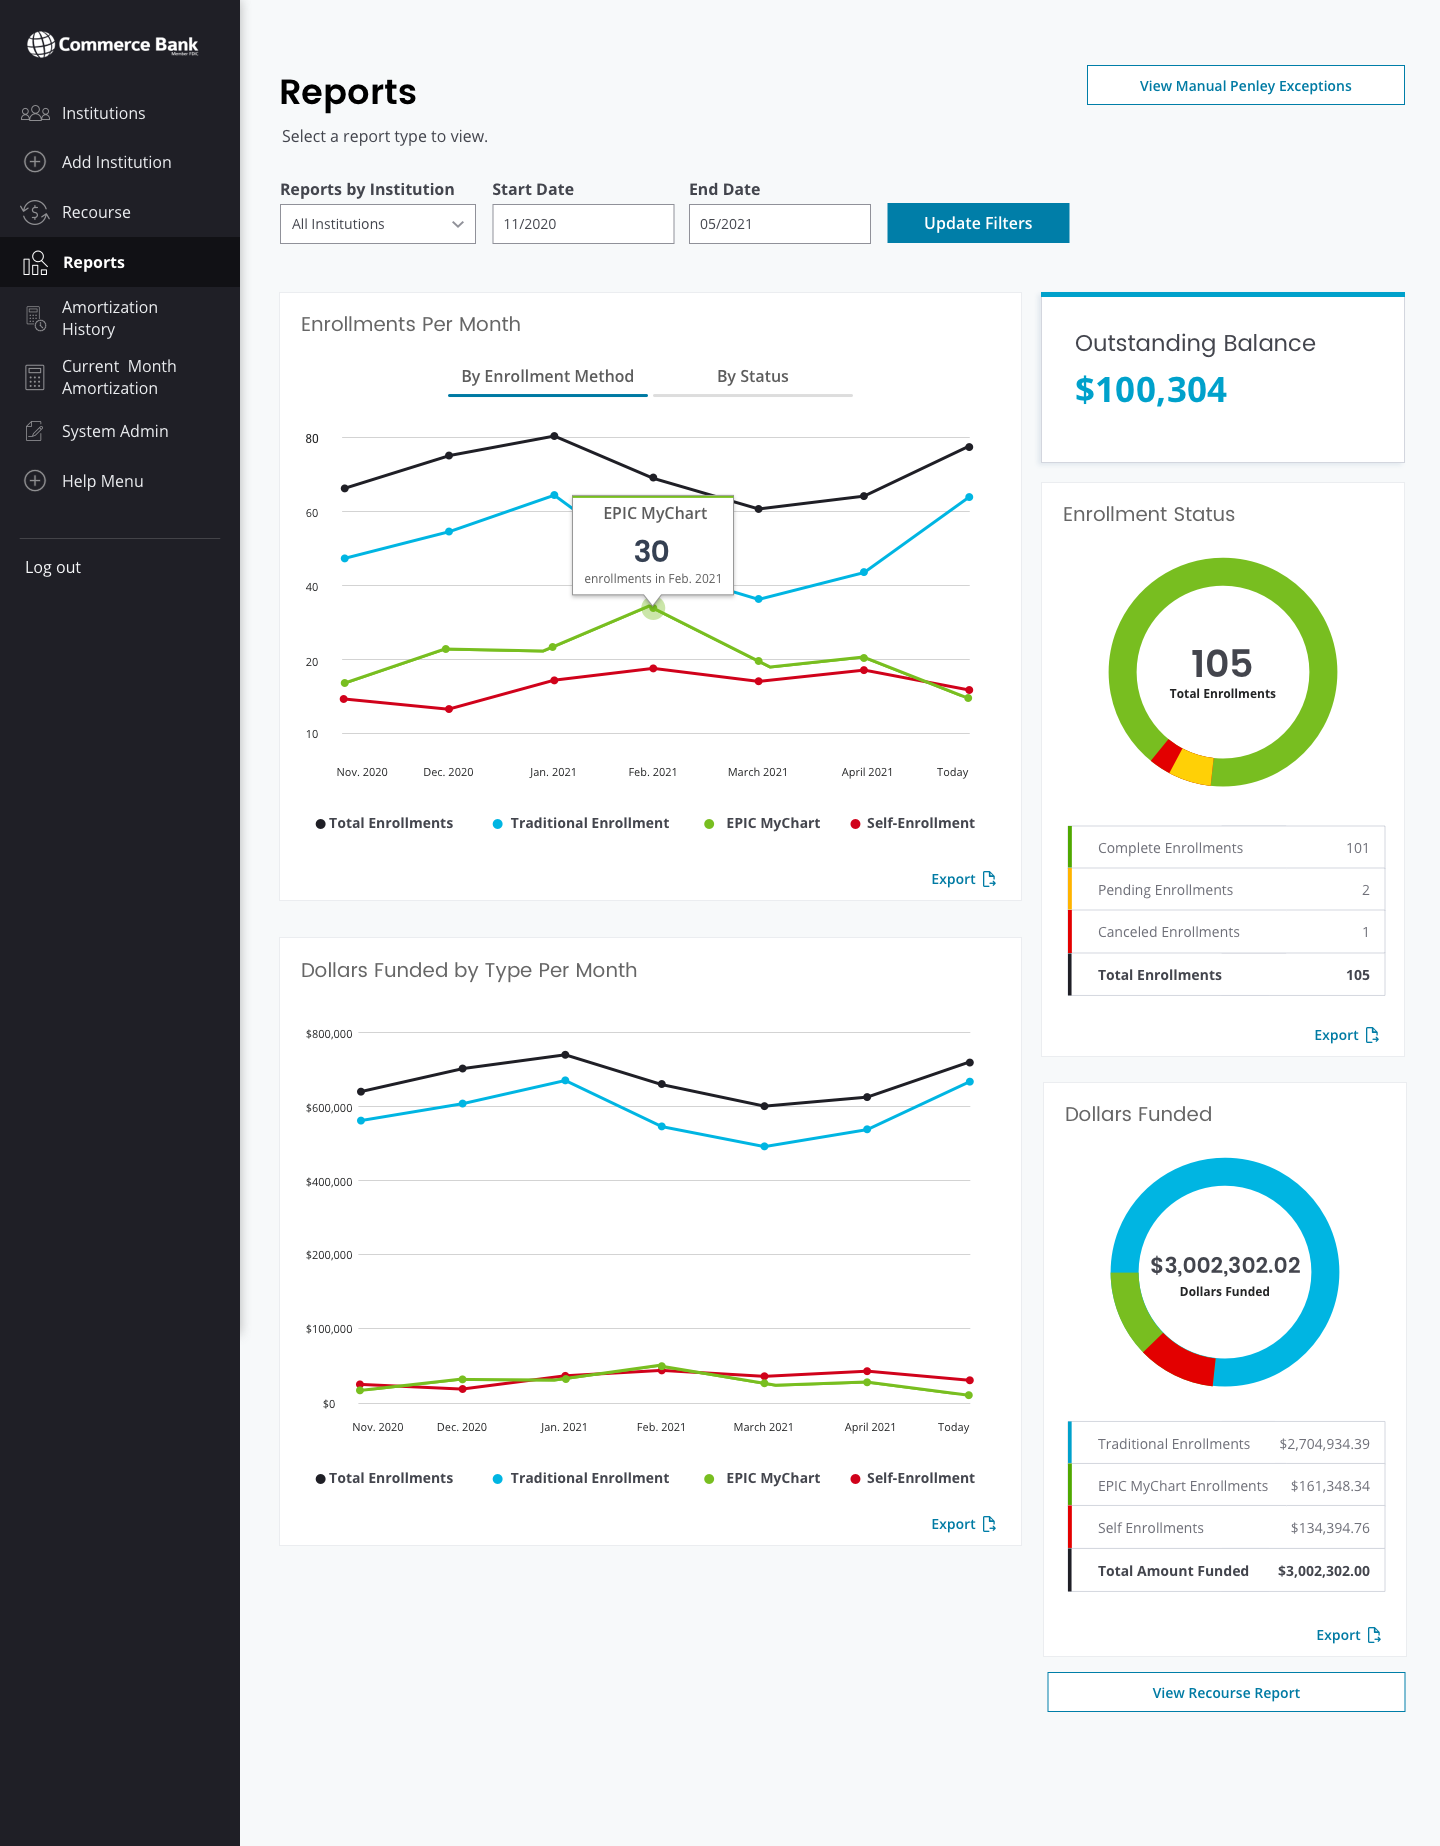 Commerce Bank
Member FDIC
Institutions
Add Institution
Recourse
Reports
Amortization
History
Current Month
Amortization
System Admin
Help Menu
Log out
Reports
View Manual Penley Exceptions
Select a report type to view.
Reports by Institution Start Date End Date
All Institutions 11/2020 05/2021 Update Filters
Enrollments Per Month
By Enrollment Method By Status
80
60
40
20
10
EPIC MyChart
30
enrollments in Feb. 2021
Nov. 2020 Dec. 2020 Jan. 2021 Feb. 2021 March 2021 April 2021 Today
Total Enrollments Traditional Enrollment EPIC MyChart Self-Enrollment
Export
Outstanding Balance
$100,304
Enrollment Status
105
Total Enrollments
Complete Enrollments 101
Pending Enrollments 2
Canceled Enrollments 1
Total Enrollments 105
Export
Dollars Funded by Type Per Month
$800,000
$600,000
$400,000
$200,000
$100,000
$0
Nov. 2020 Dec. 2020 Jan. 2021 Feb. 2021 March 2021 April 2021 Today
Total Enrollments Traditional Enrollment EPIC MyChart Self-Enrollment
Export
Dollars Funded
$3,002,302.02
Dollars Funded
Traditional Enrollments $2,704,934.39
EPIC MyChart Enrollments $161,348.34
Self Enrollments $134,394.76
Total Amount Funded $3,002,302.00
Export
View Recourse Report